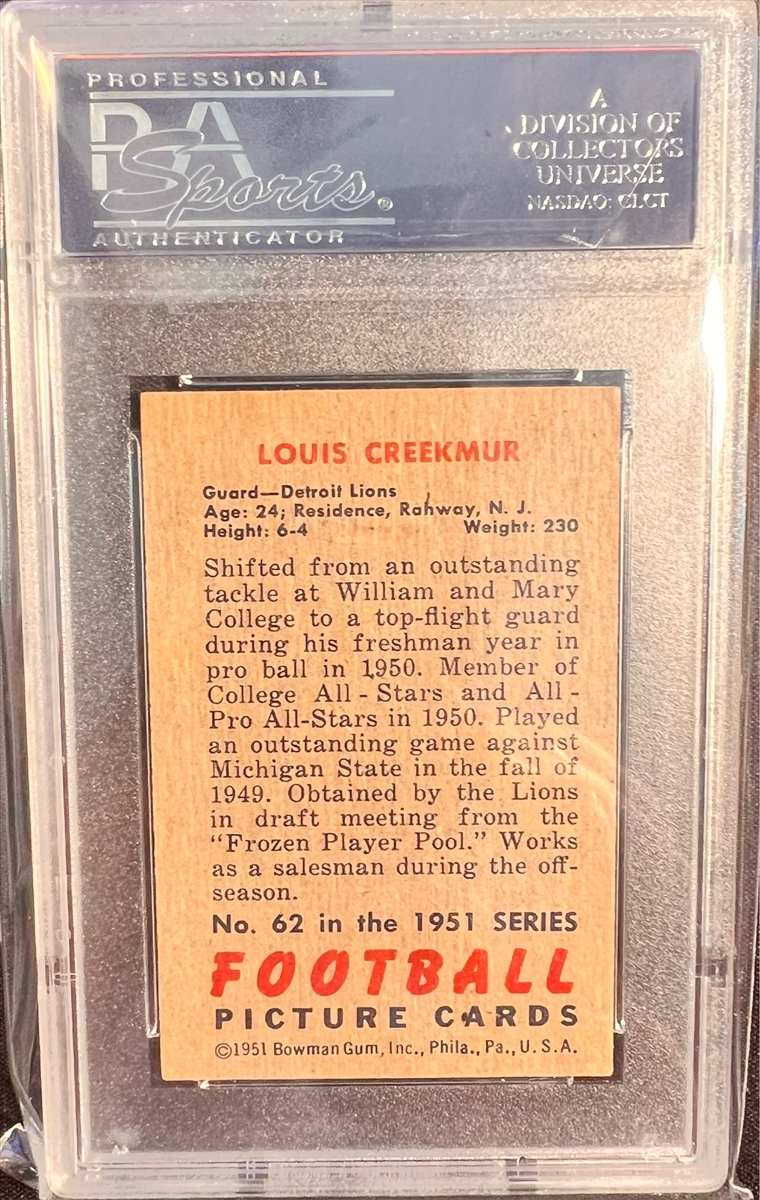 PROFESSIONAL
PSA
Sports®
AUTHENTICATOR
A
DIVISION OF
COLLECTORS
UNIVERSE
NASDAQ: CLCT
LOUIS CREEKMUR
Guard—Detroit Lions
Age: 24; Residence, Rahway, N. J.
Height: 6-4 Weight: 230
Shifted from an outstanding
tackle at William and Mary
College to a top-flight guard
during his freshman year in
pro ball in 1950. Member of
College All - Stars and All -
Pro All-Stars in 1950. Played
an outstanding game against
Michigan State in the fall of
1949. Obtained by the Lions
in draft meeting from the
“Frozen Player Pool.” Works
as a salesman during the off-
season.
No. 62 in the 1951 SERIES
FOOTBALL
PICTURE CARDS
©1951 Bowman Gum, Inc., Phila., Pa., U. S. A.